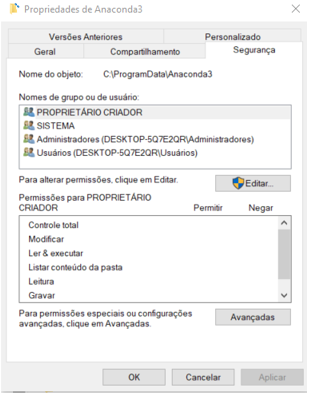 Propriedades de Anaconda3
Versões Anteriores
Personalizado
Geral
Compartilhamento
Segurança
Nome do objeto:
C:\ProgramData\Anaconda3
Nomes de grupo ou de usuário:
PROPRIETÁRIO CRIADOR
SISTEMA
Administradores (DESKTOP-5Q7E2QR\Administradores)
Usuários (DESKTOP-5Q7E2QR\Usuários)
Para alterar permissões, clique em Editar.
Editar...
Permissões para PROPRIETÁRIO
CRIADOR
Permitir
Negar
Controle total
Modificar
Ler & executar
Listar conteúdo da pasta
Leitura
Gravar
Para permissões especiais ou configurações
avançadas, clique em Avançadas.
Avançadas
OK
Cancelar
Aplicar